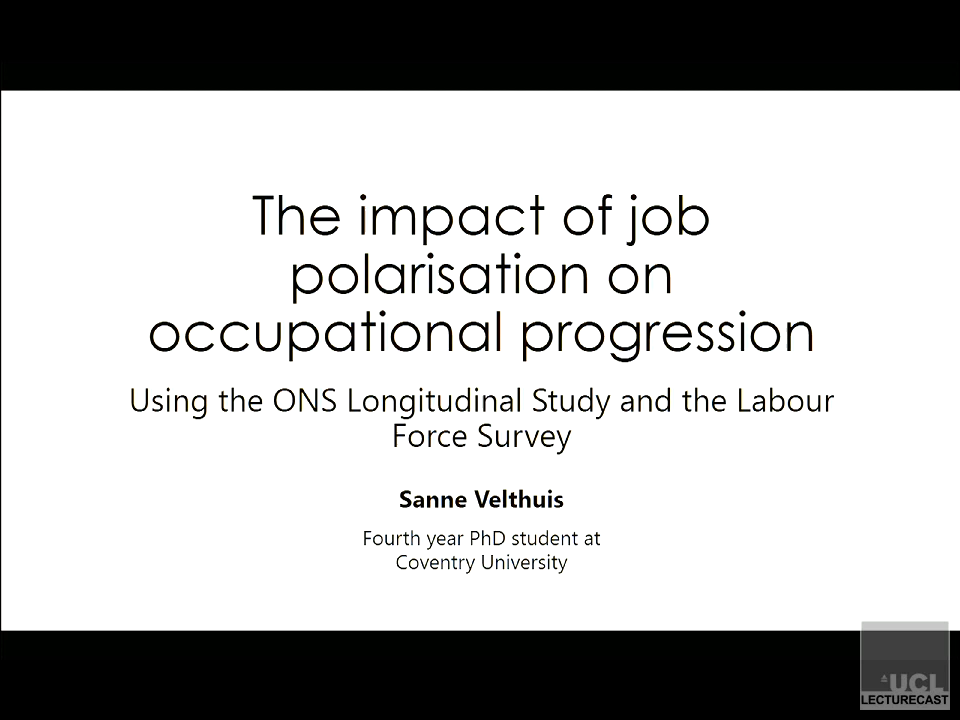 The impact of job
polarisation on
occupational progression
Using the ONS Longitudinal Study and the Labour
Force Survey
Sanne Velthuis
Fourth year PhD student at
Coventry University
UCL
LECTURECAST